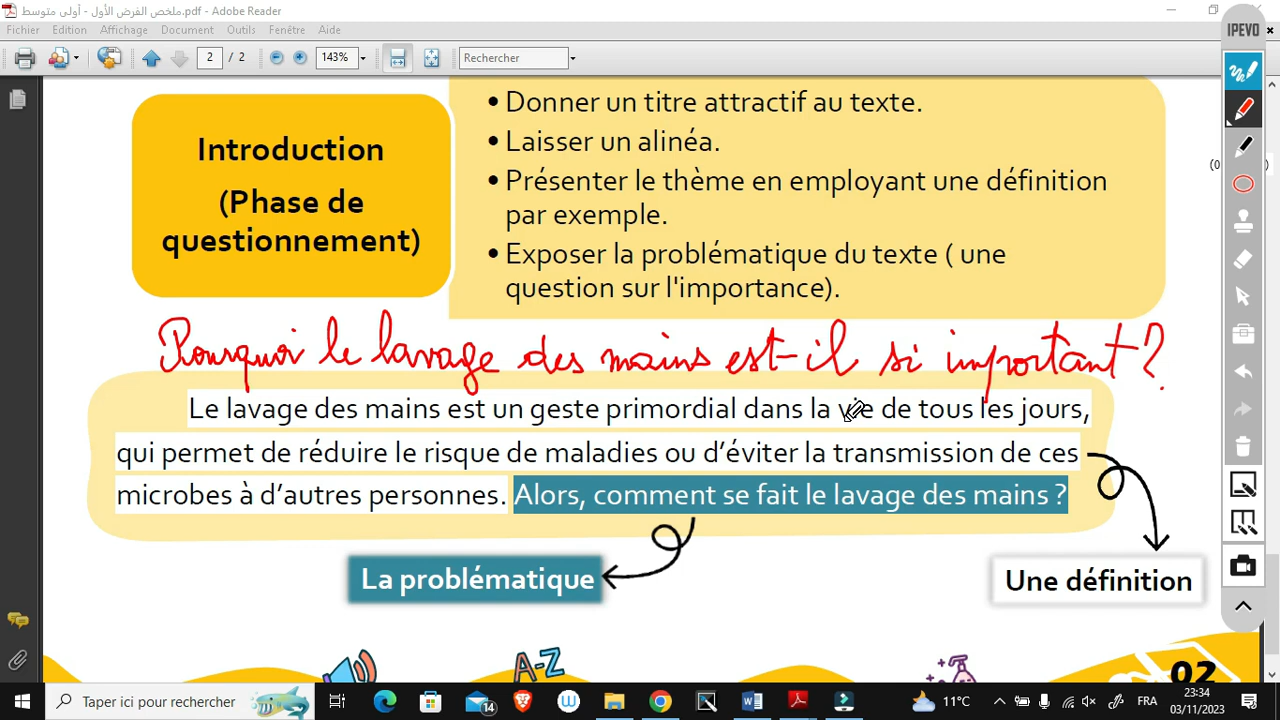 ملخص الفرض الأول - أولى متوسط.pdf - Adobe Reader
Fichier Edition Affichage Document Outils Fenêtre Aide
2 / 2 143% Rechercher
IPEVO
Introduction
(Phase de
questionnement)
• Donner un titre attractif au texte.
• Laisser un alinéa.
• Présenter le thème en employant une définition
par exemple.
• Exposer la problématique du texte ( une
question sur l'importance).
Pourquoi le lavage des mains est-il si important ?
Le lavage des mains est un geste primordial dans la vie de tous les jours,
qui permet de réduire le risque de maladies ou d’éviter la transmission de ces
microbes à d’autres personnes. Alors, comment se fait le lavage des mains ?
La problématique
Une définition
A-Z
02
Taper ici pour rechercher
14
11°C
FRA
23:34
03/11/2023